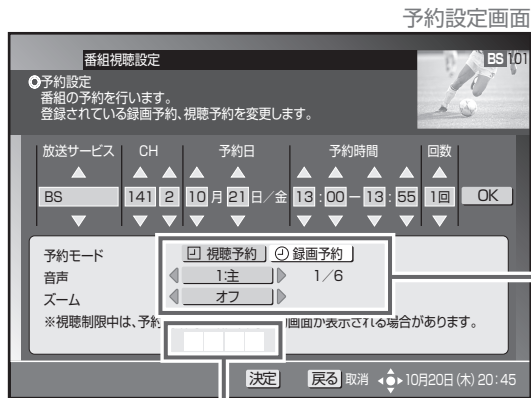 予約設定画面
番組視聴設定
BS 101
予約設定
番組の予約を行います。
登録されている録画予約、視聴予約を変更します。
放送サービス CH 予約日 予約時間 回数
BS 141 2 10月21日/金 13:00-13:55 1回 OK
予約モード 視聴予約 録画予約
音声 1:主 1/6
ズーム オフ
※視聴制限中は、予約 画面が表示される場合があります。
決定 戻る 取消 10月20日(木) 20:45